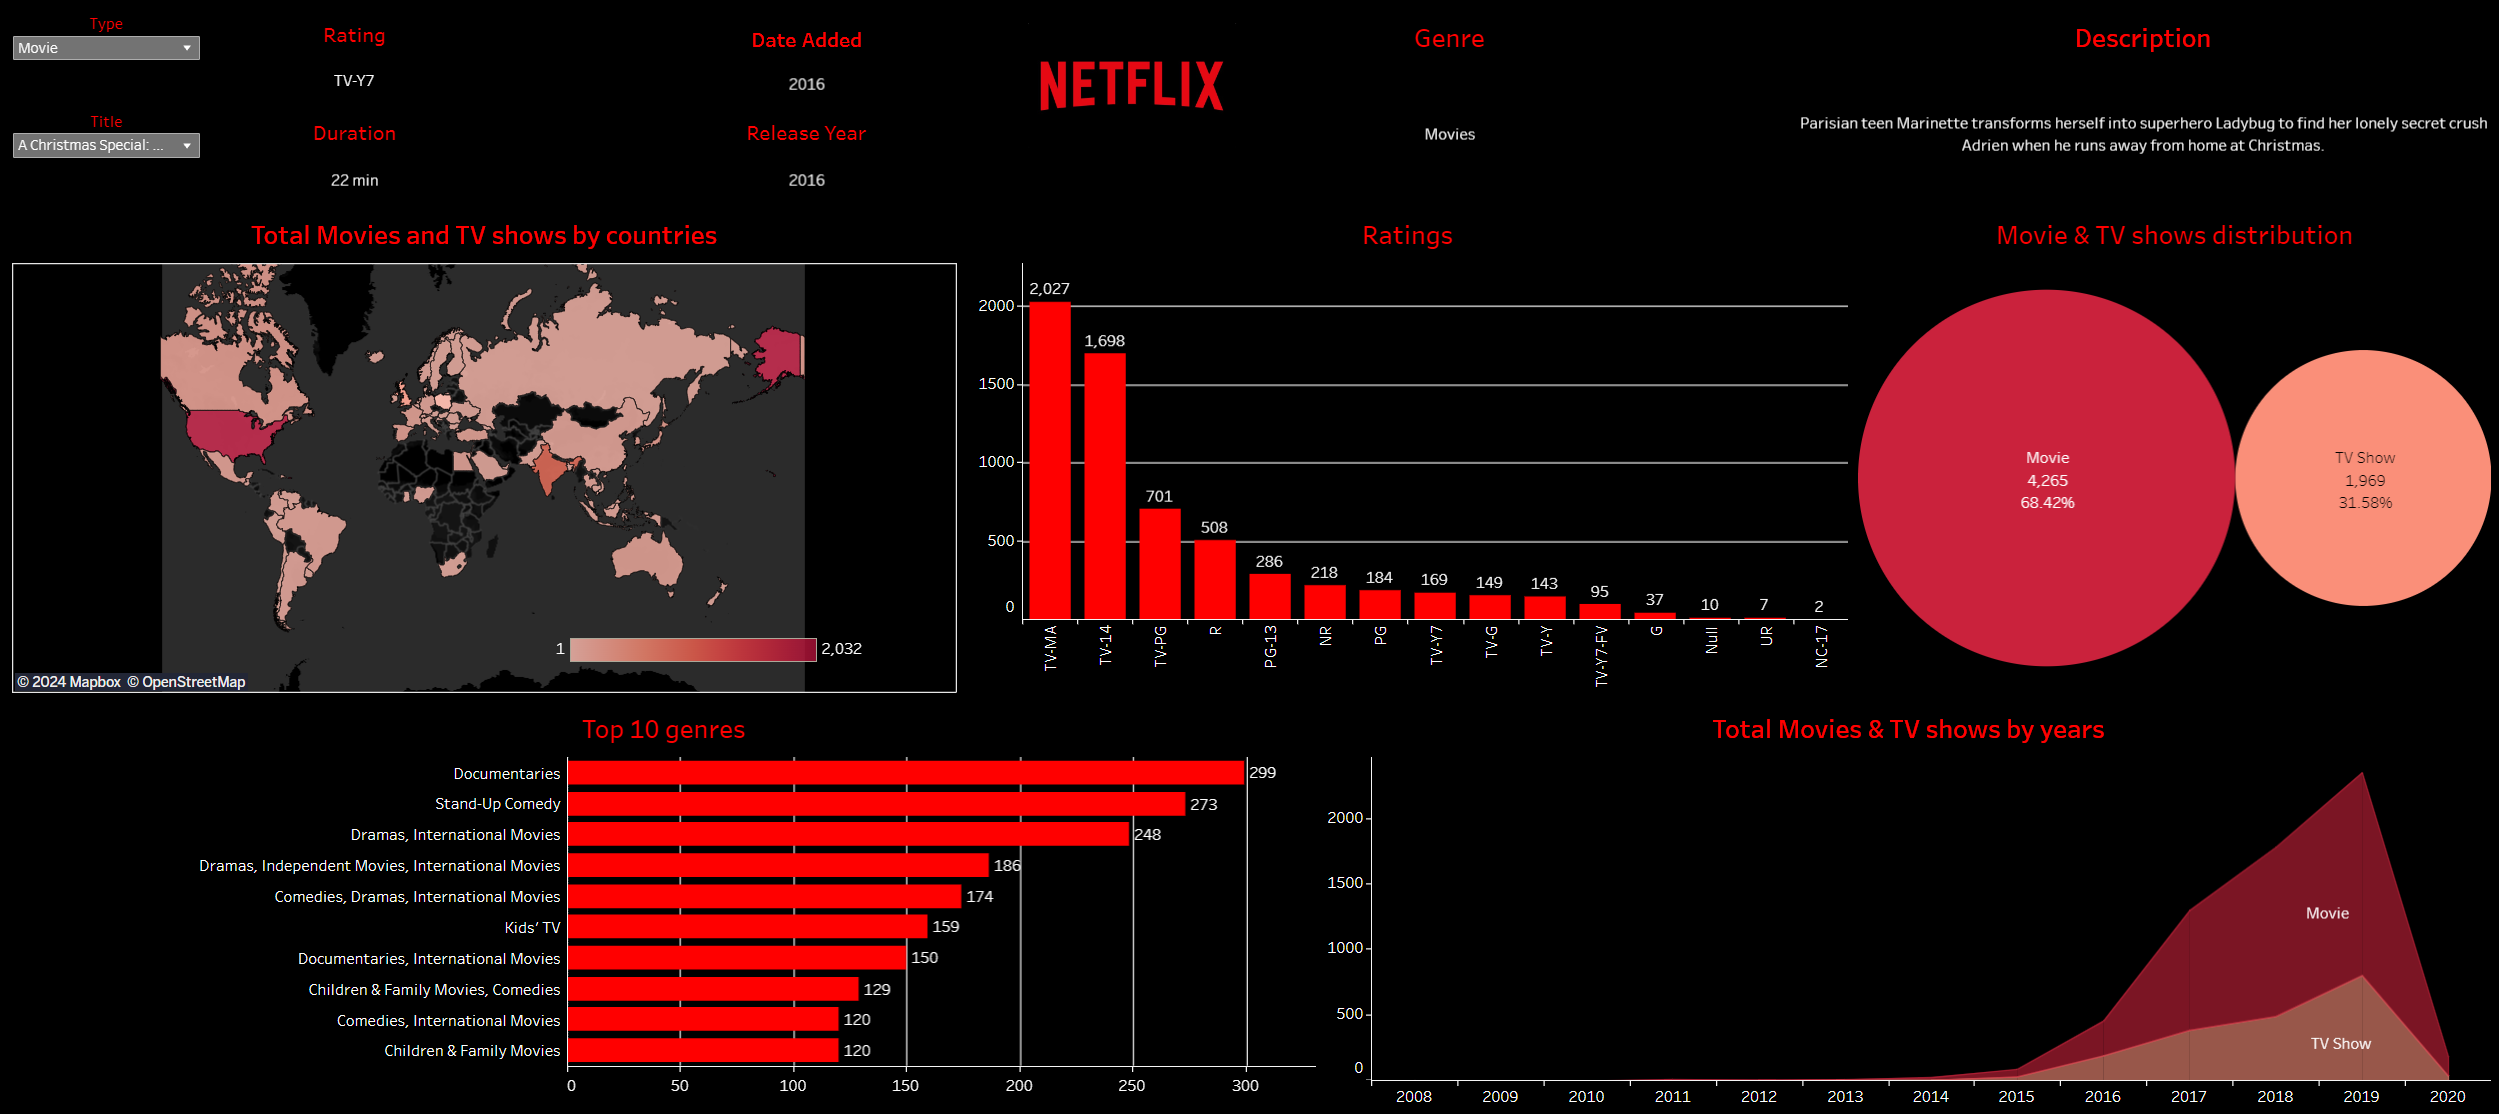 Type
Movie
Title
A Christmas Special: ...
Rating
TV-Y7
Duration
22 min
Date Added
2016
Release Year
2016
NETFLIX
Genre
Movies
Description
Parisian teen Marinette transforms herself into superhero Ladybug to find her lonely secret crush
Adrien when he runs away from home at Christmas.
Total Movies and TV shows by countries
1
2,032
© 2024 Mapbox © OpenStreetMap
Ratings
2000
1500
1000
500
0
2,027
1,698
701
508
286
218
184
169
149
143
95
37
10
7
2
TV-MA
TV-14
TV-PG
R
PG-13
NR
PG
TV-Y7
TV-G
TV-Y
TV-Y7-FV
G
Null
UR
NC-17
Movie & TV shows distribution
Movie
4,265
68.42%
TV Show
1,969
31.58%
Top 10 genres
Documentaries 299
Stand-Up Comedy 273
Dramas, International Movies 248
Dramas, Independent Movies, International Movies 186
Comedies, Dramas, International Movies 174
Kids' TV 159
Documentaries, International Movies 150
Children & Family Movies, Comedies 129
Comedies, International Movies 120
Children & Family Movies 120
0 50 100 150 200 250 300
Total Movies & TV shows by years
2000
1500
1000
500
0
Movie
TV Show
2008 2009 2010 2011 2012 2013 2014 2015 2016 2017 2018 2019 2020